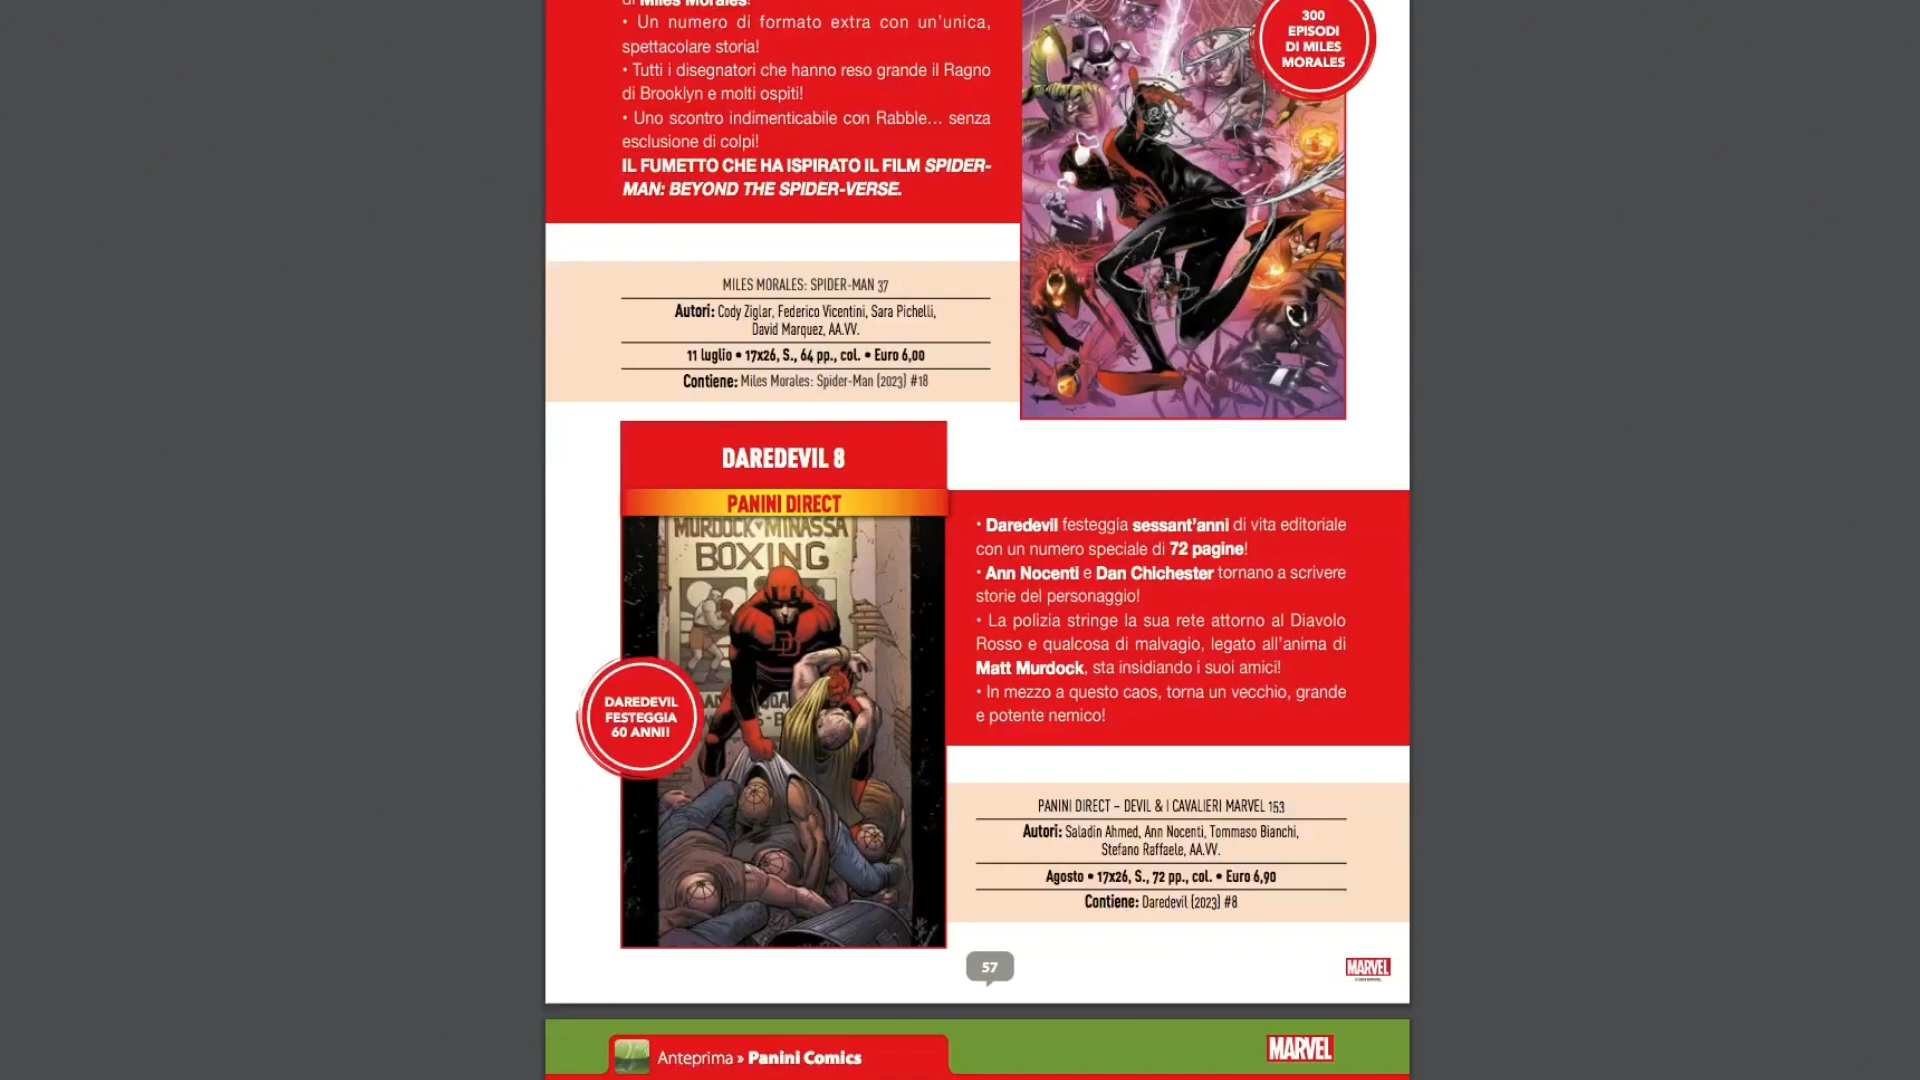 di Miles Morales!
• Un numero di formato extra con un'unica,
spettacolare storia!
• Tutti i disegnatori che hanno reso grande il Ragno
di Brooklyn e molti ospiti!
• Uno scontro indimenticabile con Rabble… senza
esclusione di colpi!
IL FUMETTO CHE HA ISPIRATO IL FILM SPIDER-
MAN: BEYOND THE SPIDER-VERSE.
300
EPISODI
DI MILES
MORALES
MILES MORALES: SPIDER-MAN 37
Autori: Cody Ziglar, Federico Vicentini, Sara Pichelli,
David Marquez, AA.VV.
11 luglio • 17x26, S., 64 pp., col. • Euro 6,00
Contiene: Miles Morales: Spider-Man (2023) #18
DAREDEVIL 8
PANINI DIRECT
MURDOCK MINASSA
BOXING
DAREDEVIL
FESTEGGIA
60 ANNI!
• Daredevil festeggia sessant'anni di vita editoriale
con un numero speciale di 72 pagine!
• Ann Nocenti e Dan Chichester tornano a scrivere
storie del personaggio!
• La polizia stringe la sua rete attorno al Diavolo
Rosso e qualcosa di malvagio, legato all'anima di
Matt Murdock, sta insidiando i suoi amici!
• In mezzo a questo caos, torna un vecchio, grande
e potente nemico!
PANINI DIRECT – DEVIL & I CAVALIERI MARVEL 153
Autori: Saladin Ahmed, Ann Nocenti, Tommaso Bianchi,
Stefano Raffaele, AA.VV.
Agosto • 17x26, S., 72 pp., col. • Euro 6,90
Contiene: Daredevil (2023) #8
57
MARVEL
Anteprima » Panini Comics
MARVEL